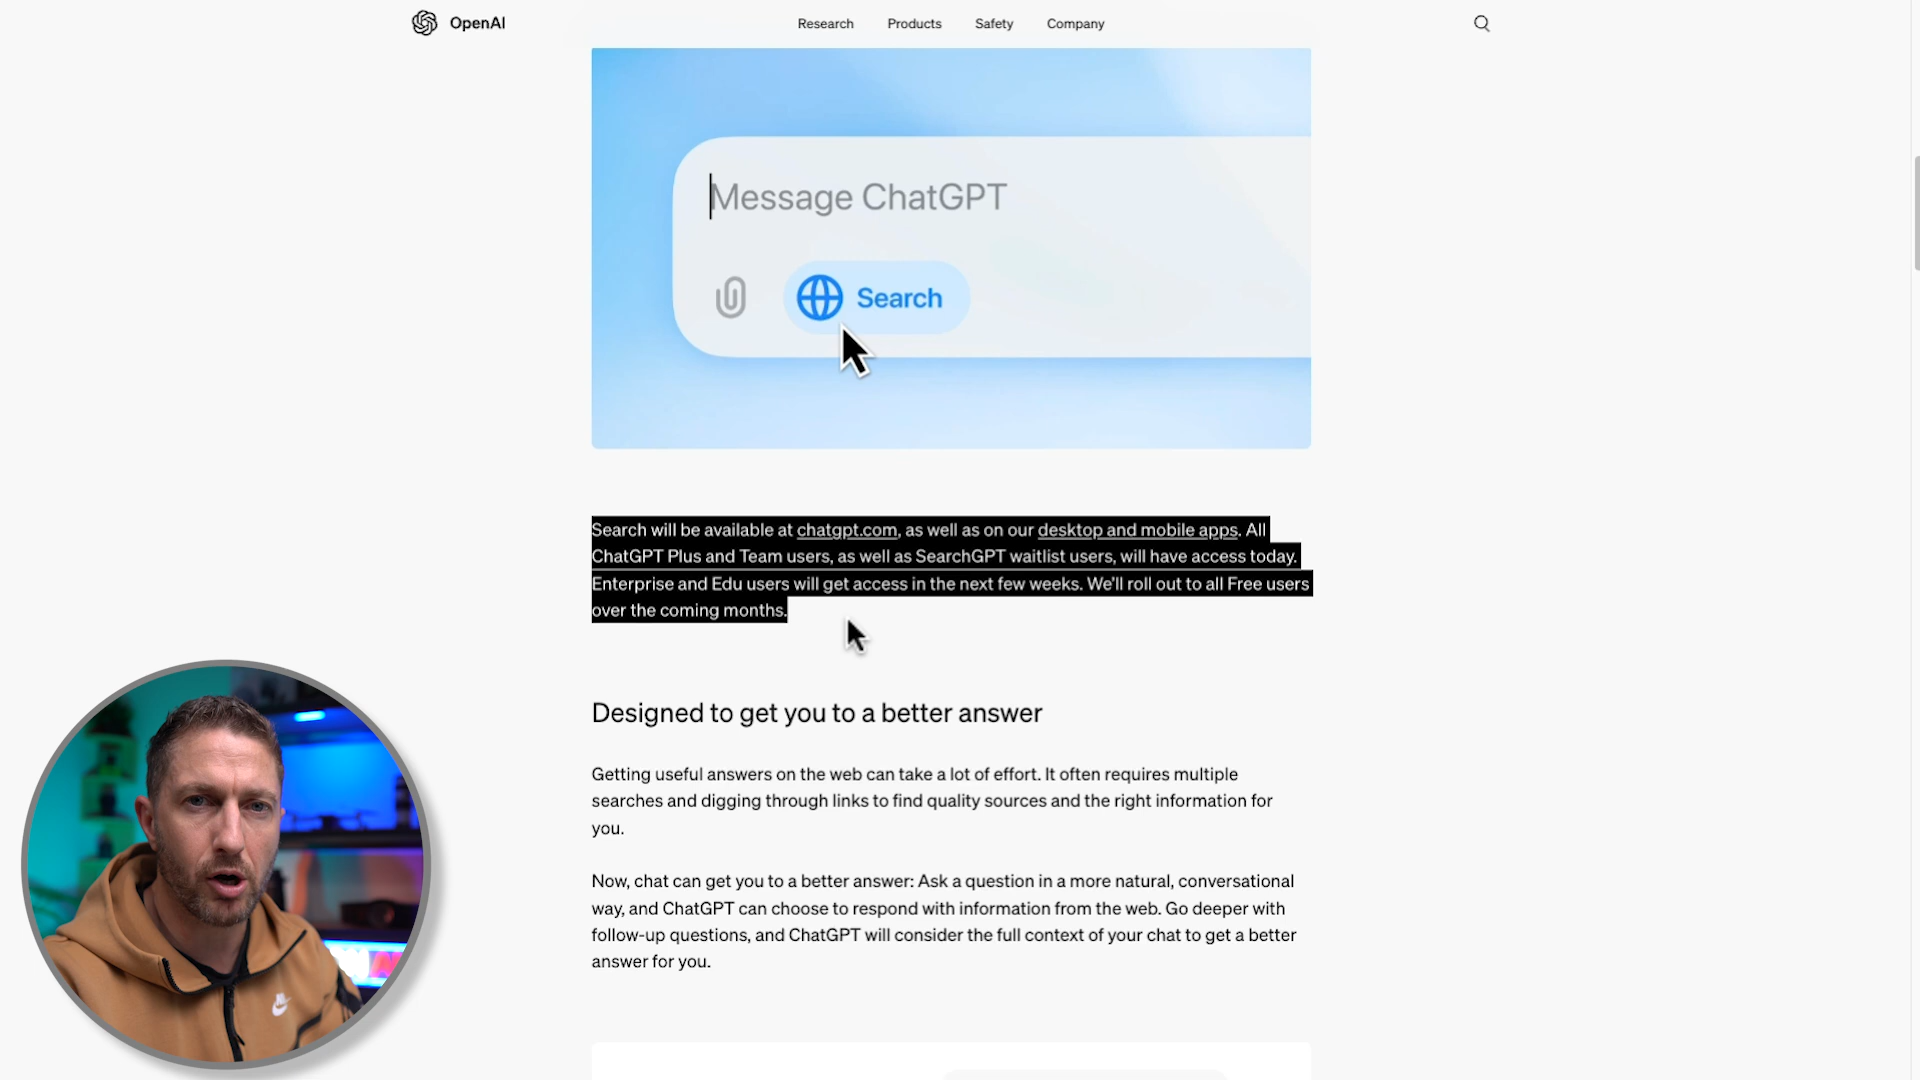 OpenAI
Research Products Safety Company
Message ChatGPT
Search
Search will be available at chatgpt.com, as well as on our desktop and mobile apps. All
ChatGPT Plus and Team users, as well as SearchGPT waitlist users, will have access today.
Enterprise and Edu users will get access in the next few weeks. We’ll roll out to all Free users
over the coming months.
Designed to get you to a better answer
Getting useful answers on the web can take a lot of effort. It often requires multiple
searches and digging through links to find quality sources and the right information for
you.
Now, chat can get you to a better answer: Ask a question in a more natural, conversational
way, and ChatGPT can choose to respond with information from the web. Go deeper with
follow-up questions, and ChatGPT will consider the full context of your chat to get a better
answer for you.